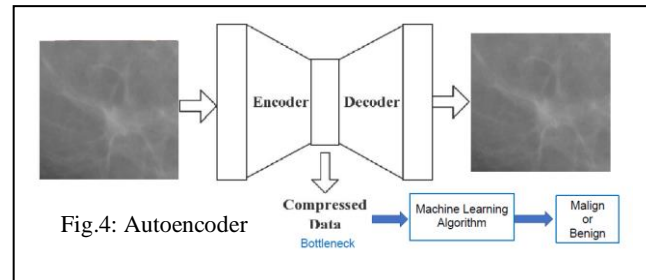 Encoder
Decoder
Compressed
Data
Bottleneck
Machine Learning
Algorithm
Malign
or
Benign
Fig.4: Autoencoder